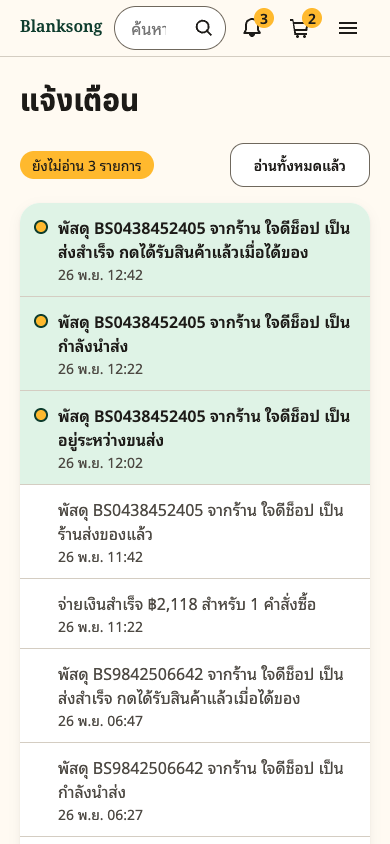 Blanksong
ค้นหา
3
2
แจ้งเตือน
ยังไม่อ่าน 3 รายการ
อ่านทั้งหมดแล้ว
พัสดุ BS0438452405 จากร้าน ใจดีช็อป เป็น
ส่งสำเร็จ กดได้รับสินค้าแล้วเมื่อได้ของ
26 พ.ย. 12:42
พัสดุ BS0438452405 จากร้าน ใจดีช็อป เป็น
กำลังนำส่ง
26 พ.ย. 12:22
พัสดุ BS0438452405 จากร้าน ใจดีช็อป เป็น
อยู่ระหว่างขนส่ง
26 พ.ย. 12:02
พัสดุ BS0438452405 จากร้าน ใจดีช็อป เป็น
ร้านส่งของแล้ว
26 พ.ย. 11:42
จ่ายเงินสำเร็จ ฿2,118 สำหรับ 1 คำสั่งซื้อ
26 พ.ย. 11:22
พัสดุ BS9842506642 จากร้าน ใจดีช็อป เป็น
ส่งสำเร็จ กดได้รับสินค้าแล้วเมื่อได้ของ
26 พ.ย. 06:47
พัสดุ BS9842506642 จากร้าน ใจดีช็อป เป็น
กำลังนำส่ง
26 พ.ย. 06:27